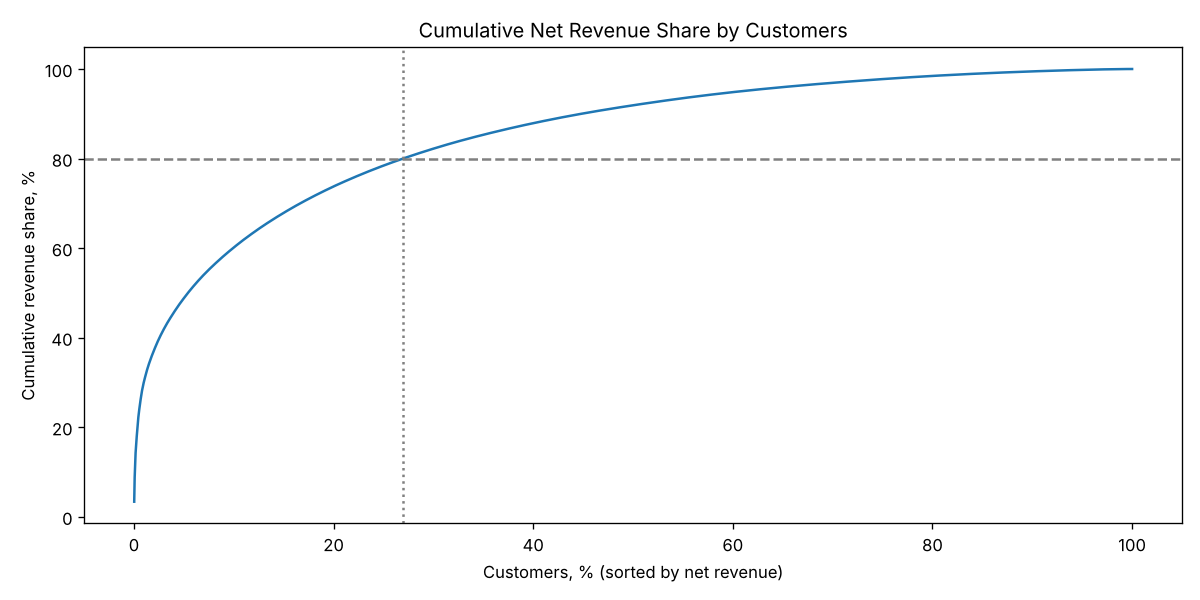 Cumulative Net Revenue Share by Customers
Cumulative revenue share, %
100
80
60
40
20
0
0 20 40 60 80 100
Customers, % (sorted by net revenue)